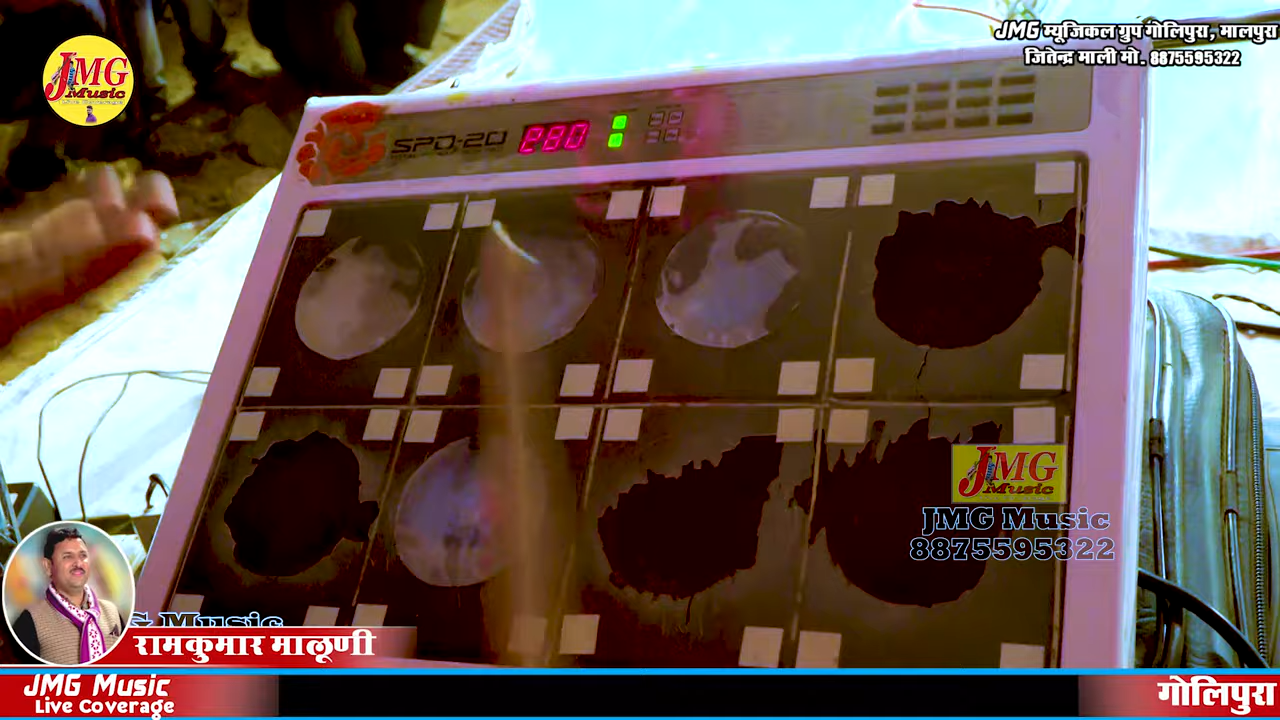 JMG म्यूजिकल ग्रुप गोलिपुरा, मालपुरा
जितेन्द्र माली मो. 8875595322
JMG
Music
Live Coverage
SPD-20
280
JMG
Music
JMG Music
8875595322
G Music
रामकुमार मालूणी
JMG Music
Live Coverage
गोलिपुरा